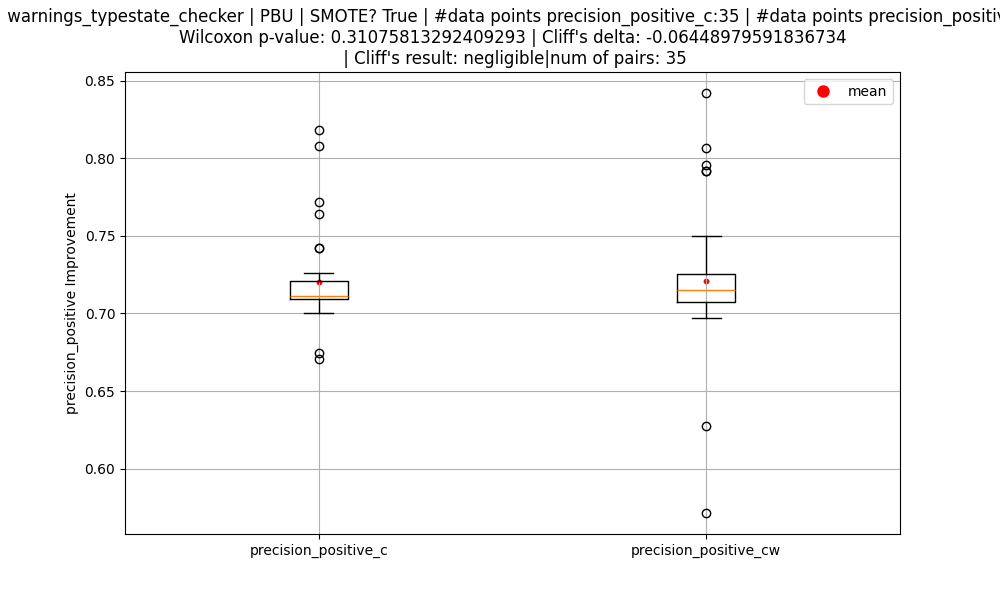 warnings_typestate_checker | PBU | SMOTE? True | #data points precision_positive_c:35 | #data points
Wilcoxon p-value: 0.31075813292409293 | Cliff's delta: -0.06448979591836734
| Cliff's result: negligible|num of pairs: 35
mean
0.85
0.80
0.75
0.70
0.65
0.60
precision_positive Improvement
precision_positive_c
precision_positive_cw